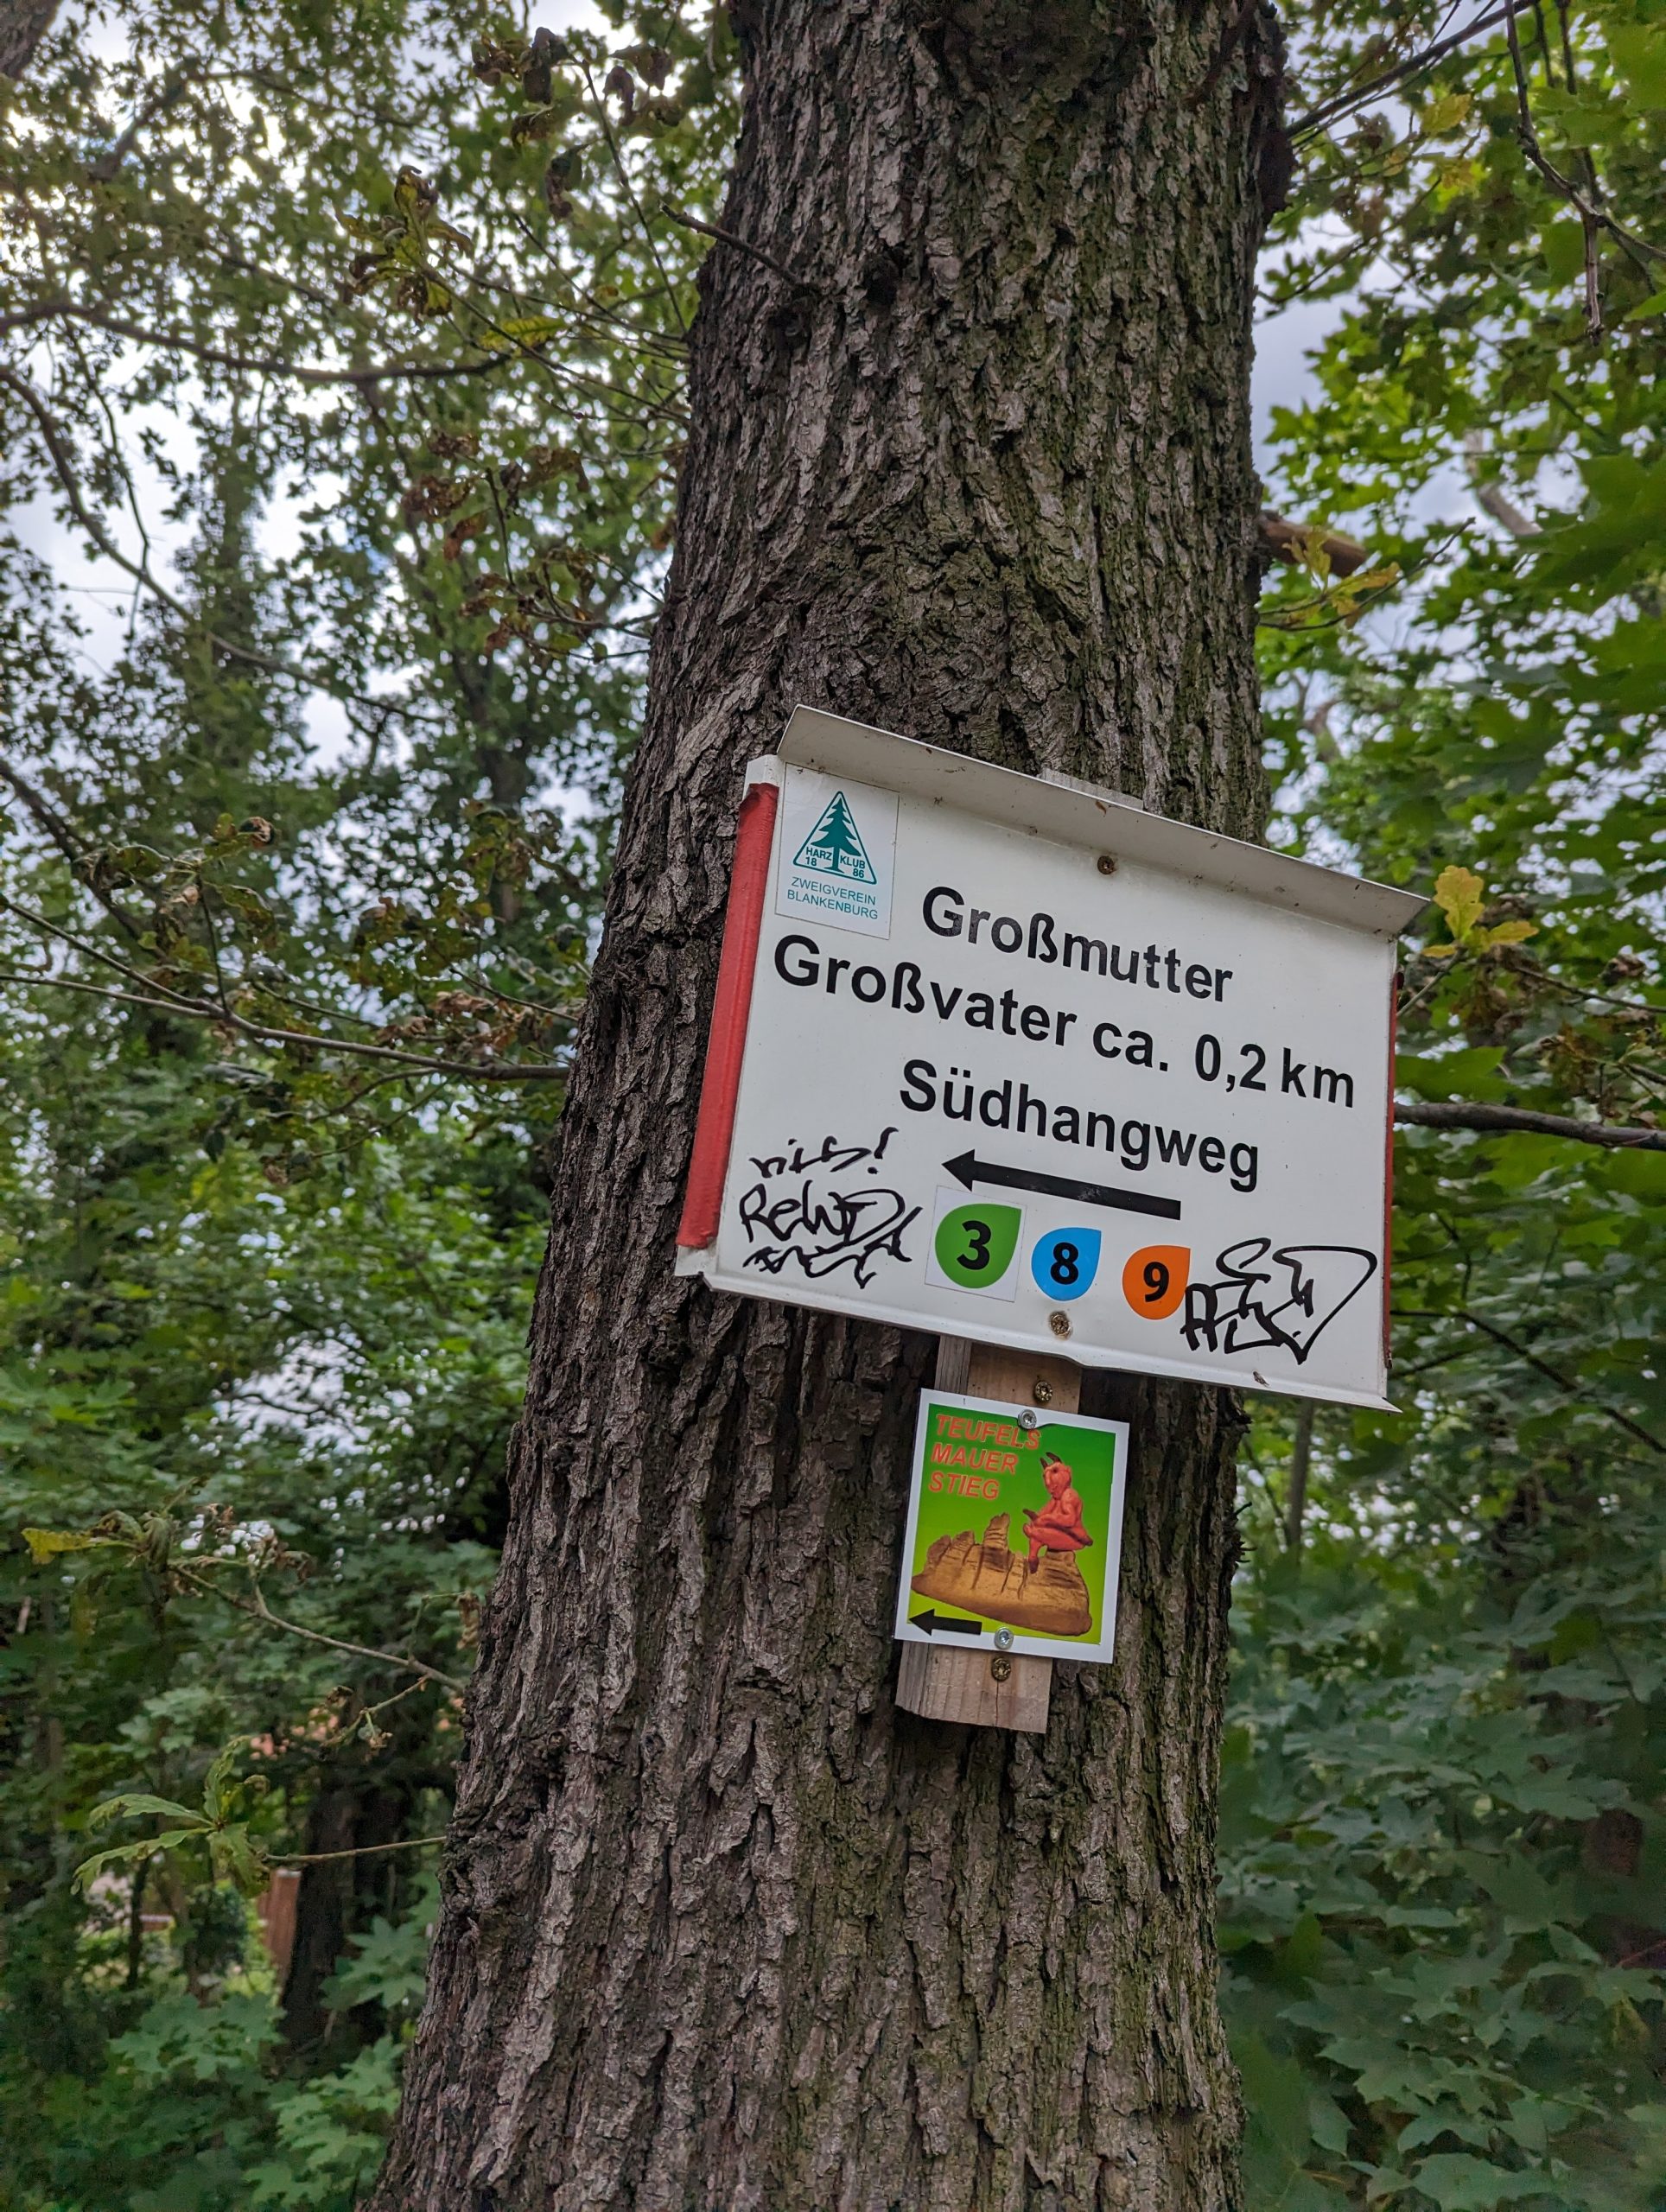 HARZ KLUB
18 86
ZWEIGVEREIN
BLANKENBURG
Großmutter
Großvater ca. 0,2 km
Südhangweg
3 8 9
TEUFELS
MAUER
STIEG